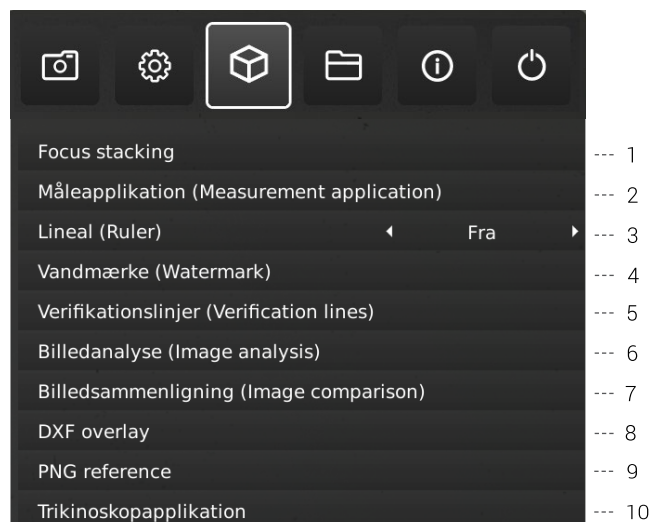 Focus stacking --- 1
Måleapplikation (Measurement application) --- 2
Lineal (Ruler) Fra --- 3
Vandmærke (Watermark) --- 4
Verifikationslinjer (Verification lines) --- 5
Billedanalyse (Image analysis) --- 6
Billedsammenligning (Image comparison) --- 7
DXF overlay --- 8
PNG reference --- 9
Trikinoskopapplikation --- 10